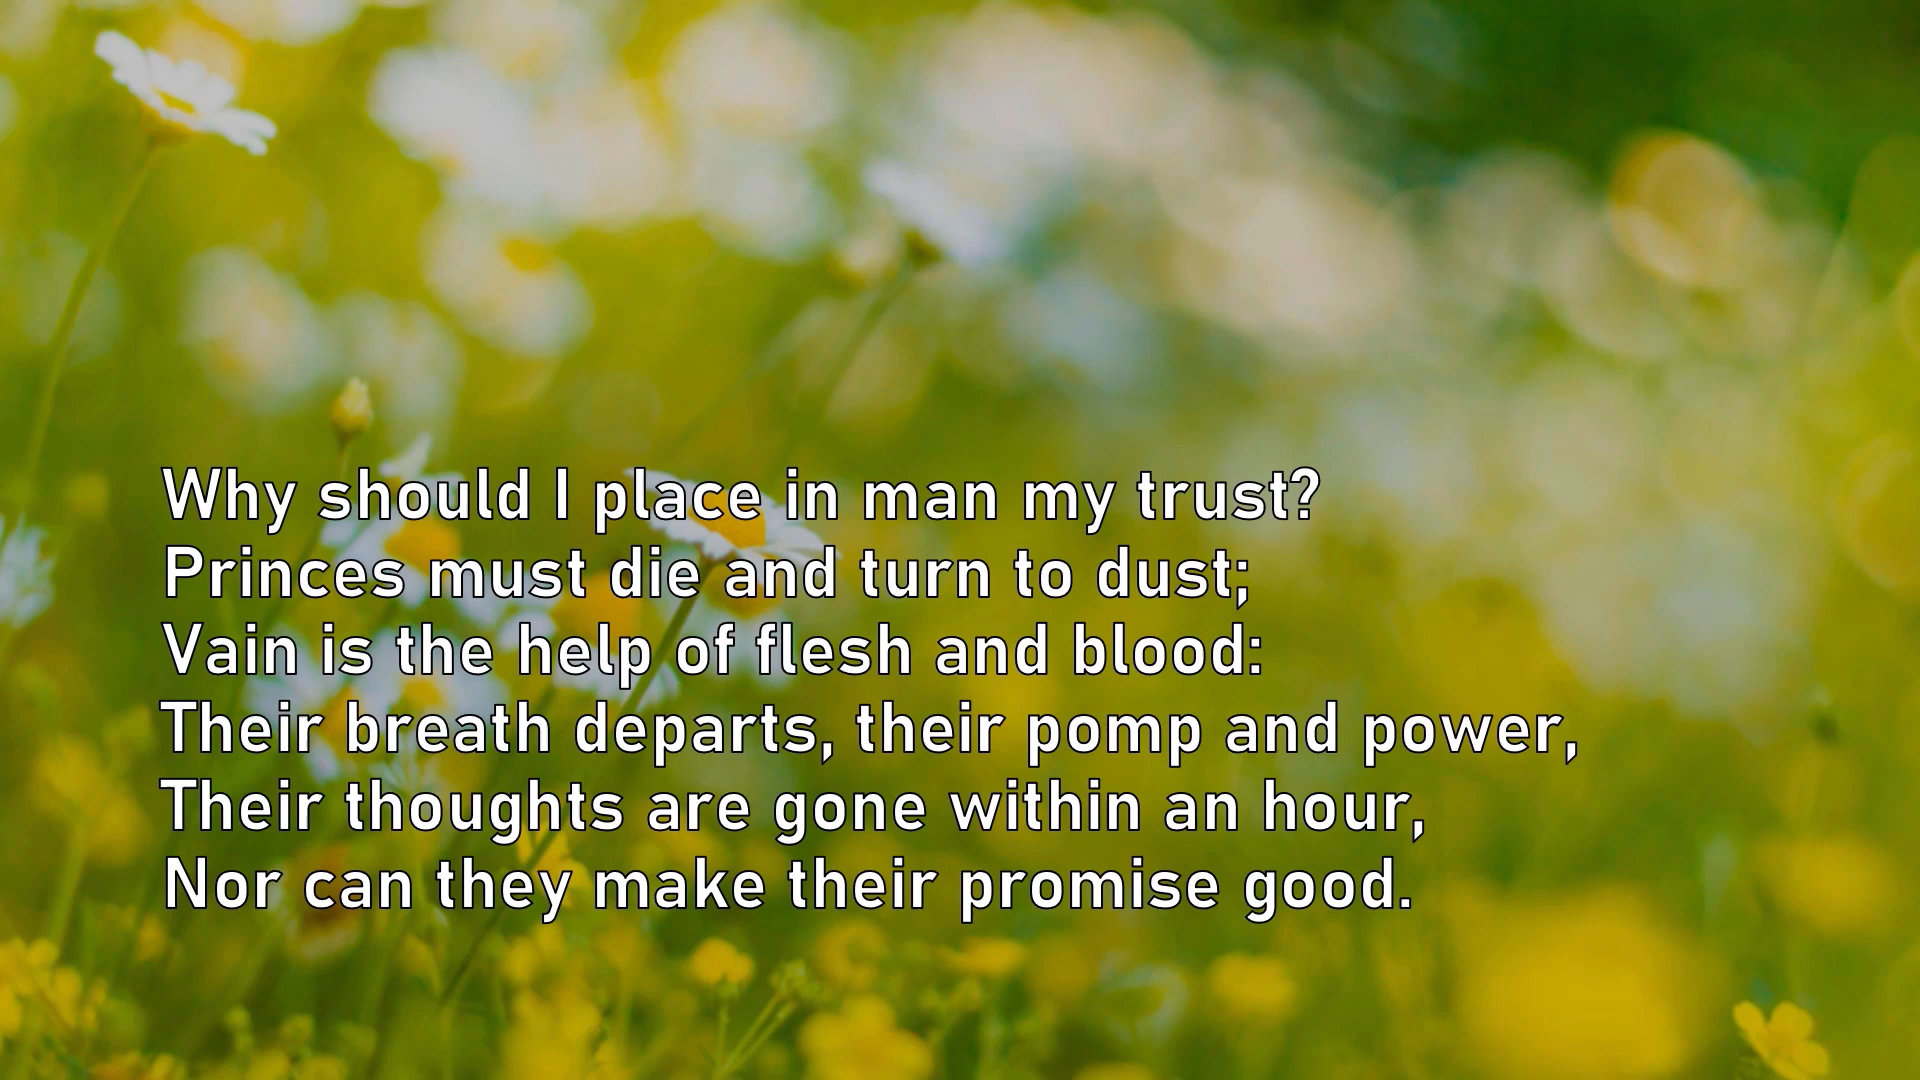 Why should I place in man my trust?
Princes must die and turn to dust;
Vain is the help of flesh and blood:
Their breath departs, their pomp and power,
Their thoughts are gone within an hour,
Nor can they make their promise good.